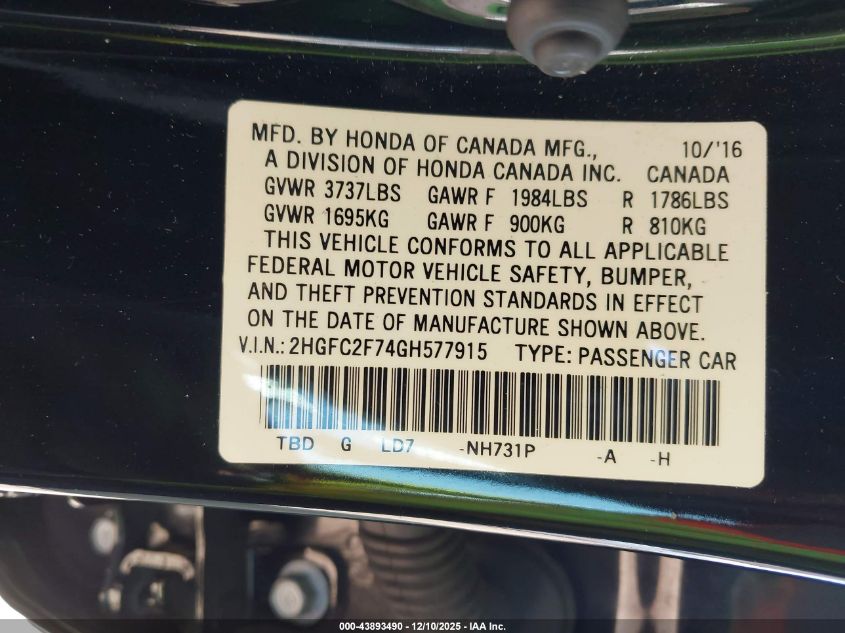 MFD. BY HONDA OF CANADA MFG., 10/'16
A DIVISION OF HONDA CANADA INC. CANADA
GVWR 3737LBS GAWR F 1984LBS R 1786LBS
GVWR 1695KG GAWR F 900KG R 810KG
THIS VEHICLE CONFORMS TO ALL APPLICABLE
FEDERAL MOTOR VEHICLE SAFETY, BUMPER,
AND THEFT PREVENTION STANDARDS IN EFFECT
ON THE DATE OF MANUFACTURE SHOWN ABOVE.
V.I.N.: 2HGFC2F74GH577915 TYPE: PASSENGER CAR
TBD G LD7 -NH731P -A -H
000-43893490 - 12/10/2025 - IAA Inc.